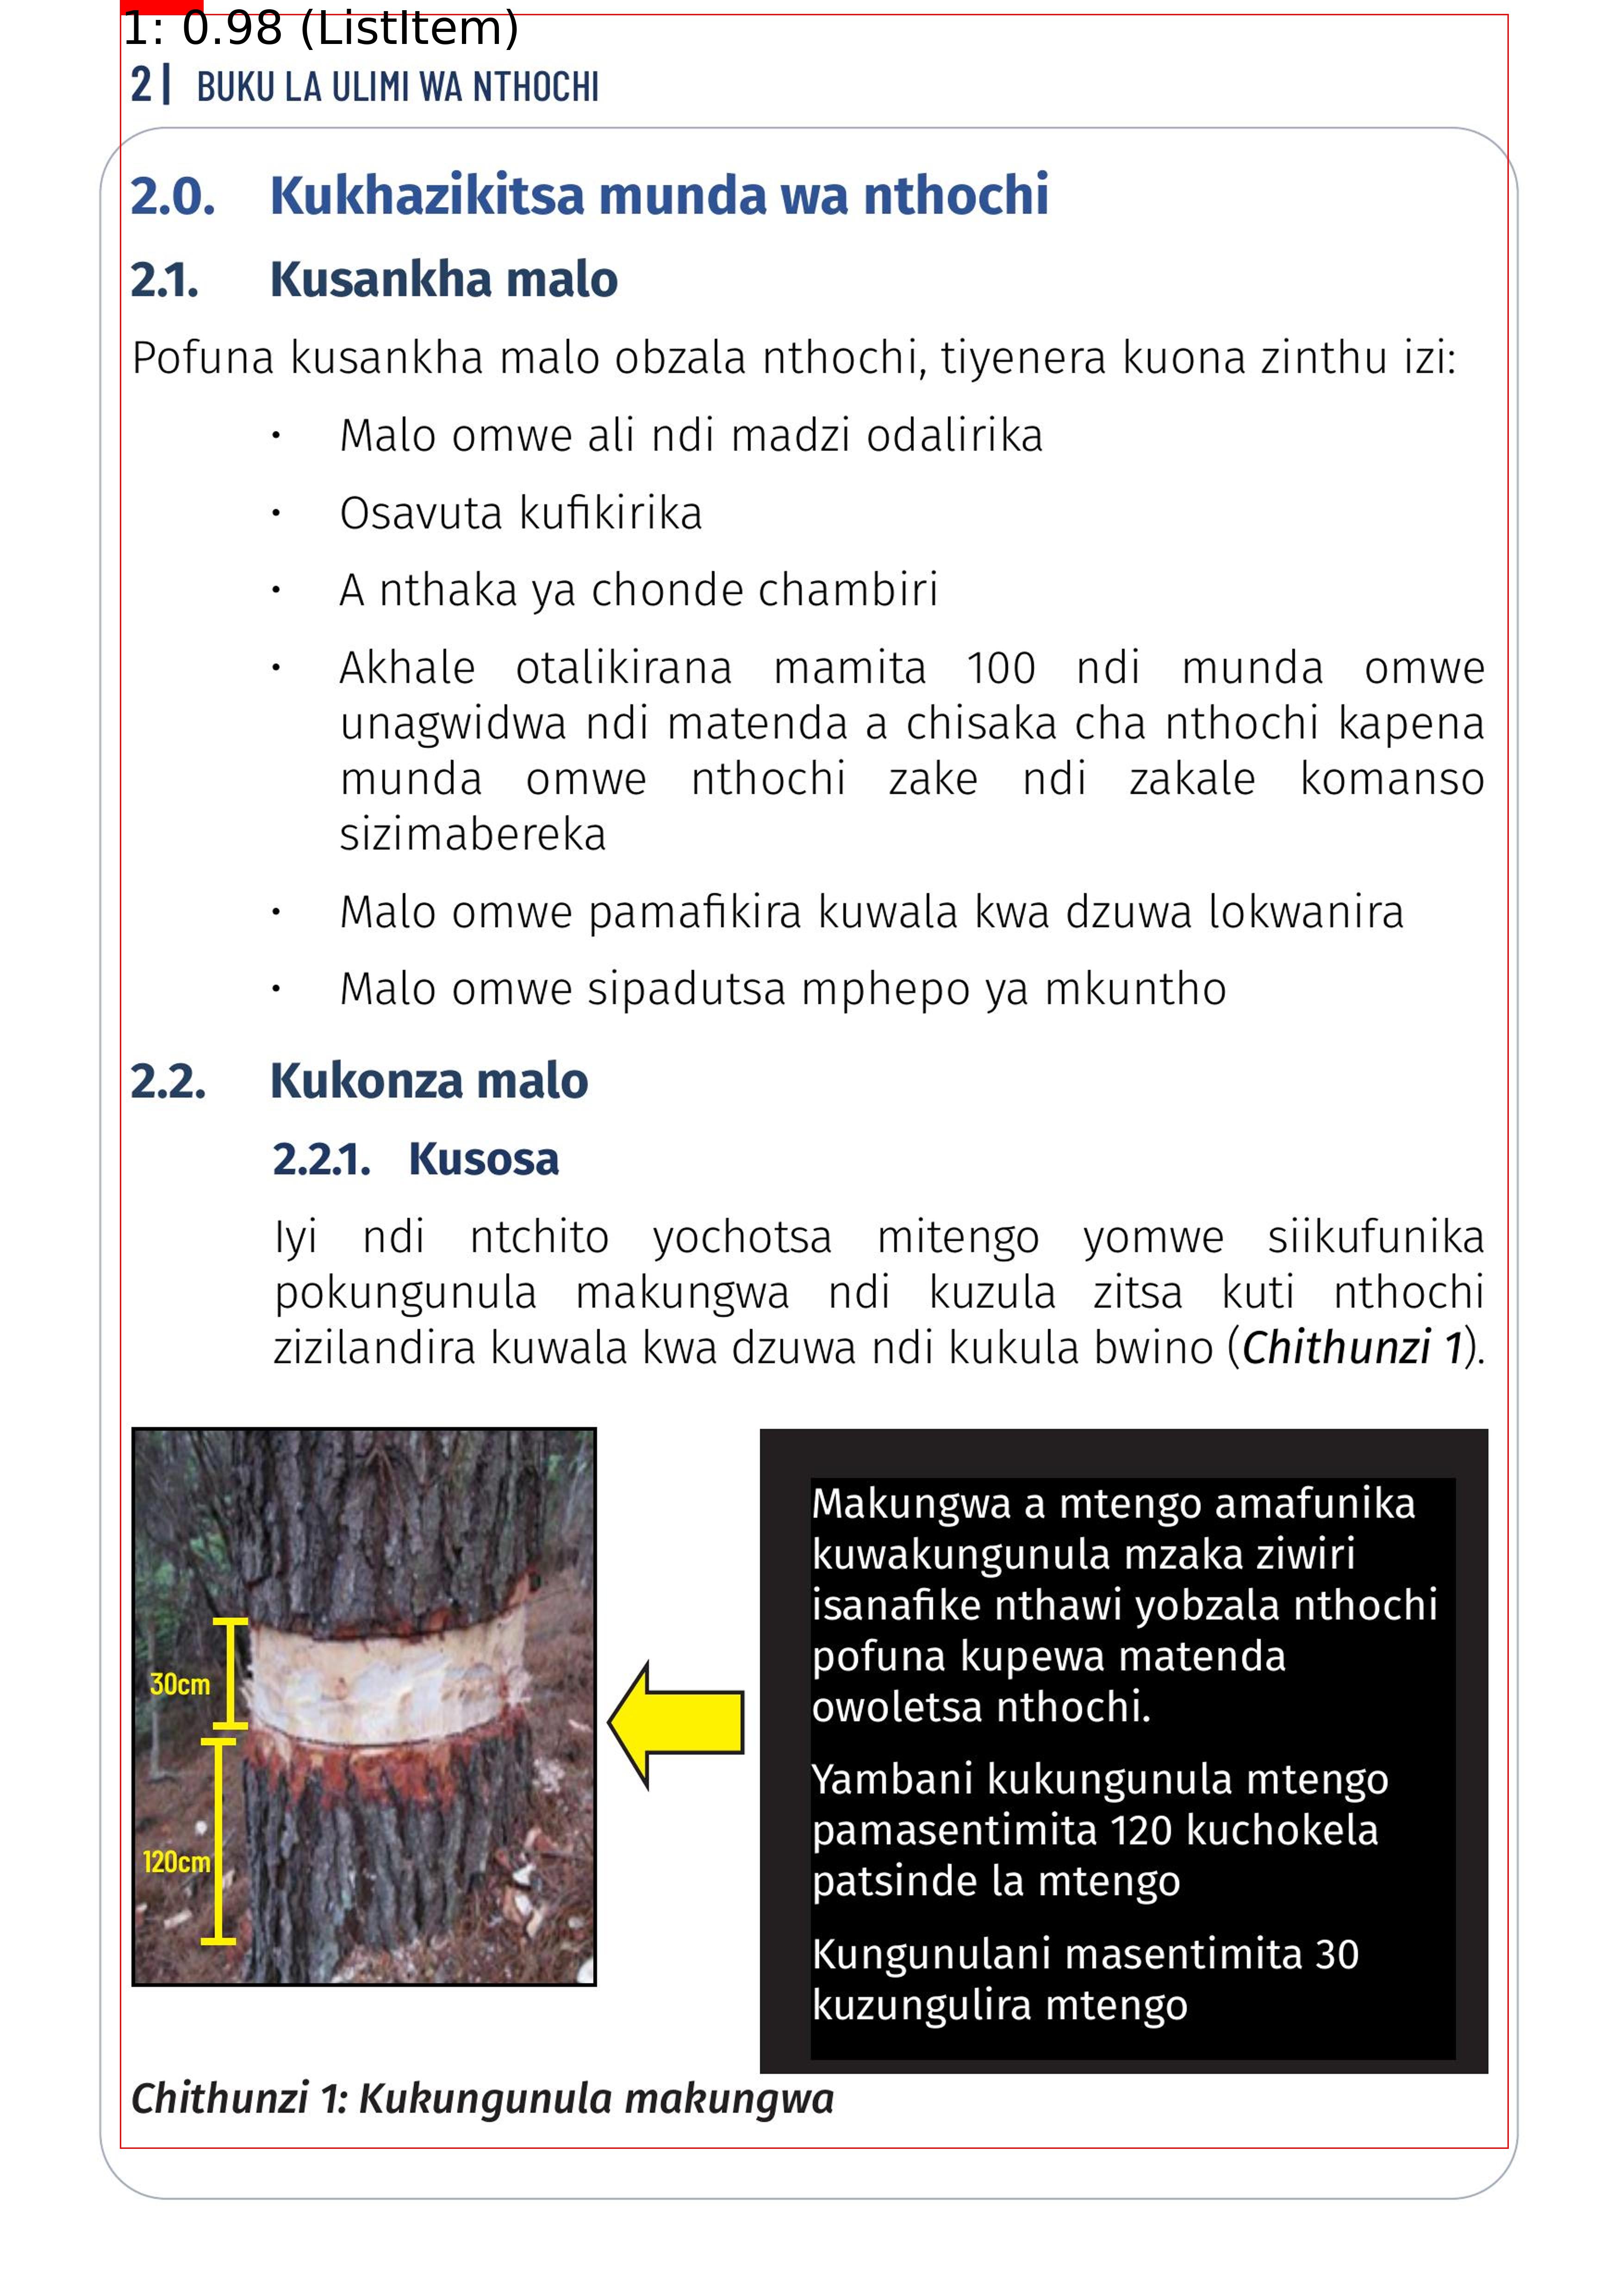 1: 0.98 (ListItem)
2 | BUKU LA ULIMI WA NTHOCHI
2.0. Kukhazikitsa munda wa nthochi
2.1. Kusankha malo
Pofuna kusankha malo obzala nthochi, tiyenera kuona zinthu izi:
• Malo omwe ali ndi madzi odalirika
• Osavuta kufikirika
• A nthaka ya chonde chambiri
• Akhale otalikirana mamita 100 ndi munda omwe
unagwidwa ndi matenda a chisaka cha nthochi kapena
munda omwe nthochi zake ndi zakale komanso
sizimabereka
• Malo omwe pamafikira kuwala kwa dzuwa lokwanira
• Malo omwe sipadutsa mphepo ya mkuntho
2.2. Kukonza malo
2.2.1. Kusosa
Iyi ndi ntchito yochotsa mitengo yomwe siikufunika
pokungunula makungwa ndi kuzula zitsa kuti nthochi
zizilandira kuwala kwa dzuwa ndi kukula bwino (Chithunzi 1).
30cm
120cm
Makungwa a mtengo amafunika
kuwakungunula mzaka ziwiri
isanafike nthawi yobzala nthochi
pofuna kupewa matenda
owoletsa nthochi.
Yambani kukungunula mtengo
pamasentimita 120 kuchokela
patsinde la mtengo
Kungunulani masentimita 30
kuzungulira mtengo
Chithunzi 1: Kukungunula makungwa